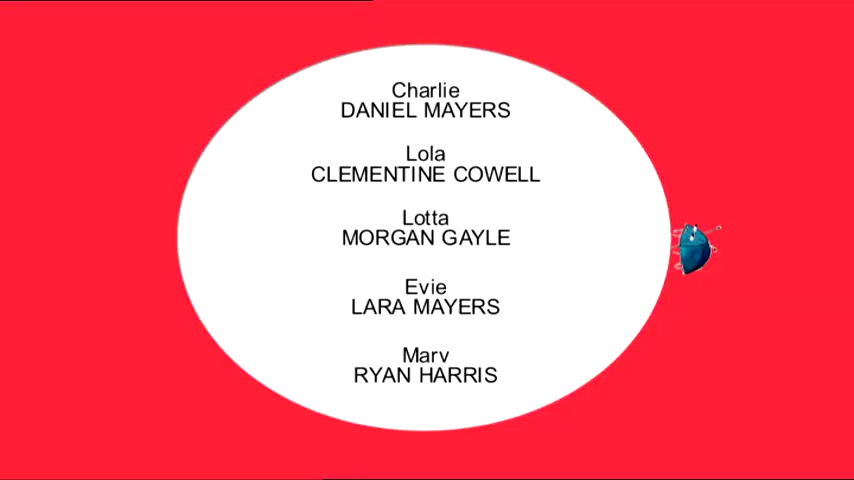 Charlie
DANIEL MAYERS
Lola
CLEMENTINE COWELL
Lotta
MORGAN GAYLE
Evie
LARA MAYERS
Marv
RYAN HARRIS